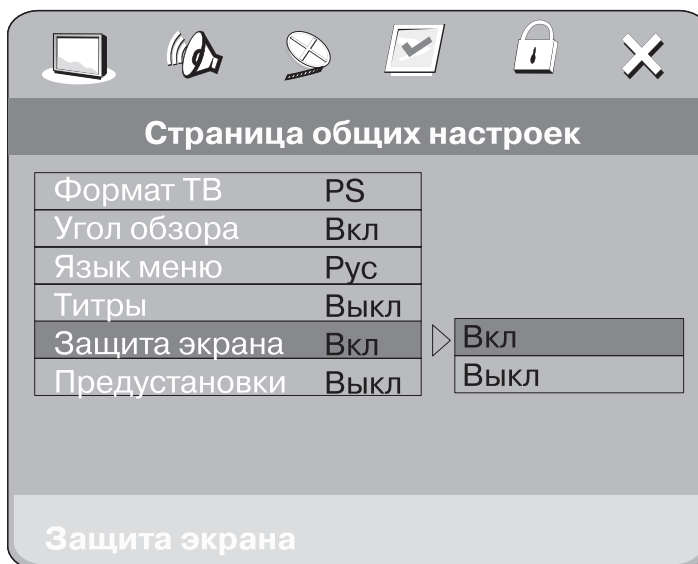 Страница общих настроек
Формат ТВ PS
Угол обзора Вкл
Язык меню Рус
Титры Выкл
Защита экрана Вкл Вкл
Предустановки Выкл Выкл
Защита экрана